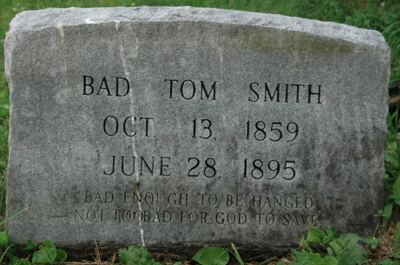 BAD TOM SMITH
OCT. 13, 1859
JUNE 28, 1895
BAD ENOUGH TO BE HANGED
NOT TOO BAD FOR GOD TO SAVE